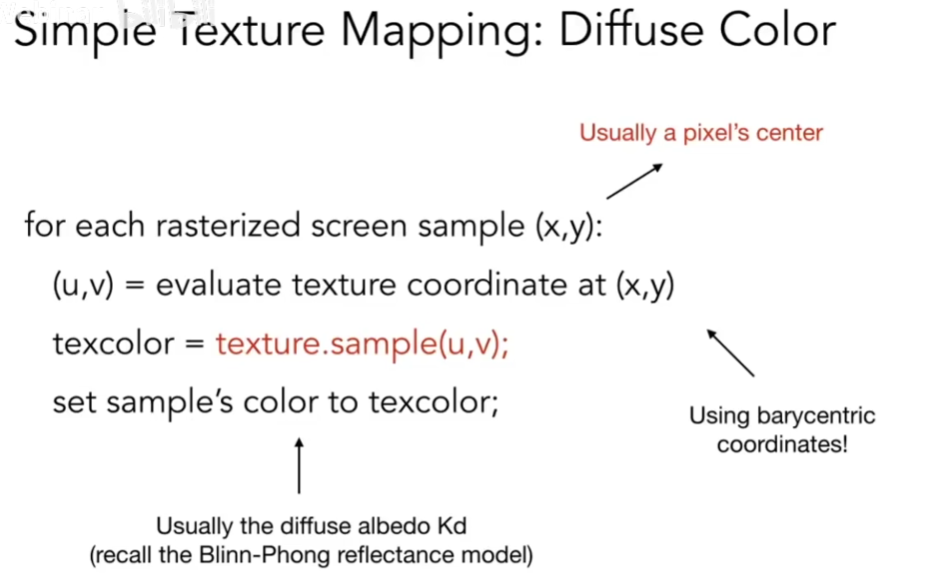 Simple Texture Mapping: Diffuse Color
Usually a pixel's center
for each rasterized screen sample (x,y):
(u,v) = evaluate texture coordinate at (x,y)
texcolor = texture.sample(u,v);
set sample's color to texcolor;
Using barycentric
coordinates!
Usually the diffuse albedo Kd
(recall the Blinn-Phong reflectance model)